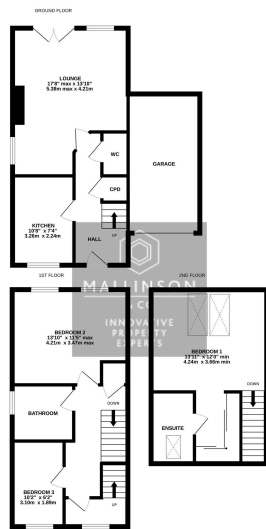 GROUND FLOOR
LOUNGE
17'8" max x 13'10"
5.38m max x 4.21m
WC
GARAGE
CPD
KITCHEN
10'8" x 7'4"
3.26m x 2.24m
UP
HALL
1ST FLOOR
2ND FLOOR
MALLINSON
& CO
INNOVATIVE
PROPERTY
EXPERTS
BEDROOM 2
13'10" x 11'5" max
4.21m x 3.47m max
BEDROOM 1
13'11" x 12'0" min
4.24m x 3.66m min
DOWN
DOWN
BATHROOM
ENSUITE
BEDROOM 3
10'2" x 6'2"
3.10m x 1.89m
UP